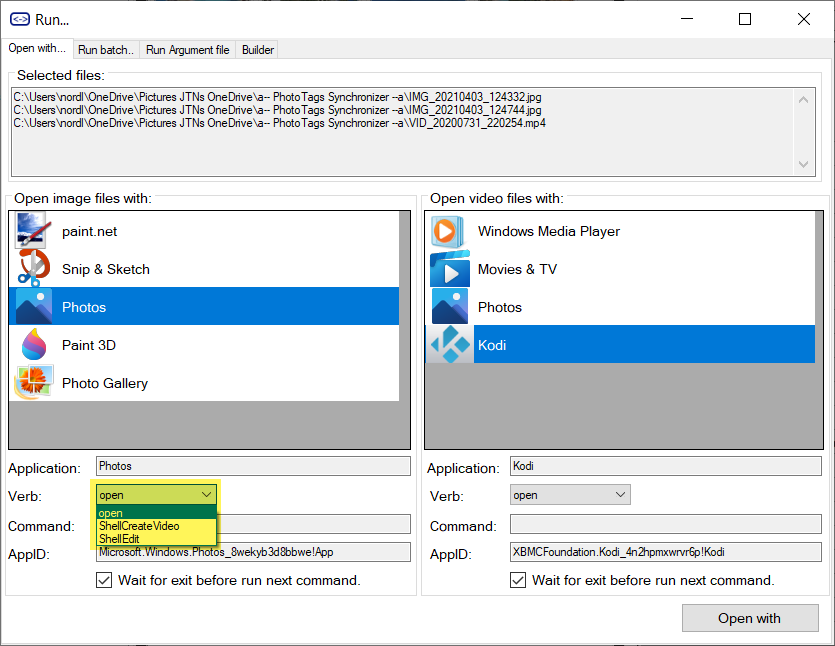 Run...
Open with... Run batch.. Run Argument file Builder
Selected files:
C:\Users\nordl\OneDrive\Pictures JTNs OneDrive\a-- PhotoTags Synchronizer --a\IMG_20210403_124332.jpg
C:\Users\nordl\OneDrive\Pictures JTNs OneDrive\a-- PhotoTags Synchronizer --a\IMG_20210403_124744.jpg
C:\Users\nordl\OneDrive\Pictures JTNs OneDrive\a-- PhotoTags Synchronizer --a\VID_20200731_220254.mp4
Open image files with:
paint.net
Snip & Sketch
Photos
Paint 3D
Photo Gallery
Application: Photos
Verb: open
open
ShellCreateVideo
ShellEdit
Command:
AppID: Microsoft.Windows.Photos_8wekyb3d8bbwe!App
Wait for exit before run next command.
Open video files with:
Windows Media Player
Movies & TV
Photos
Kodi
Application: Kodi
Verb: open
Command:
AppID: XBMCFoundation.Kodi_4n2hpmxwrvr6p!Kodi
Wait for exit before run next command.
Open with